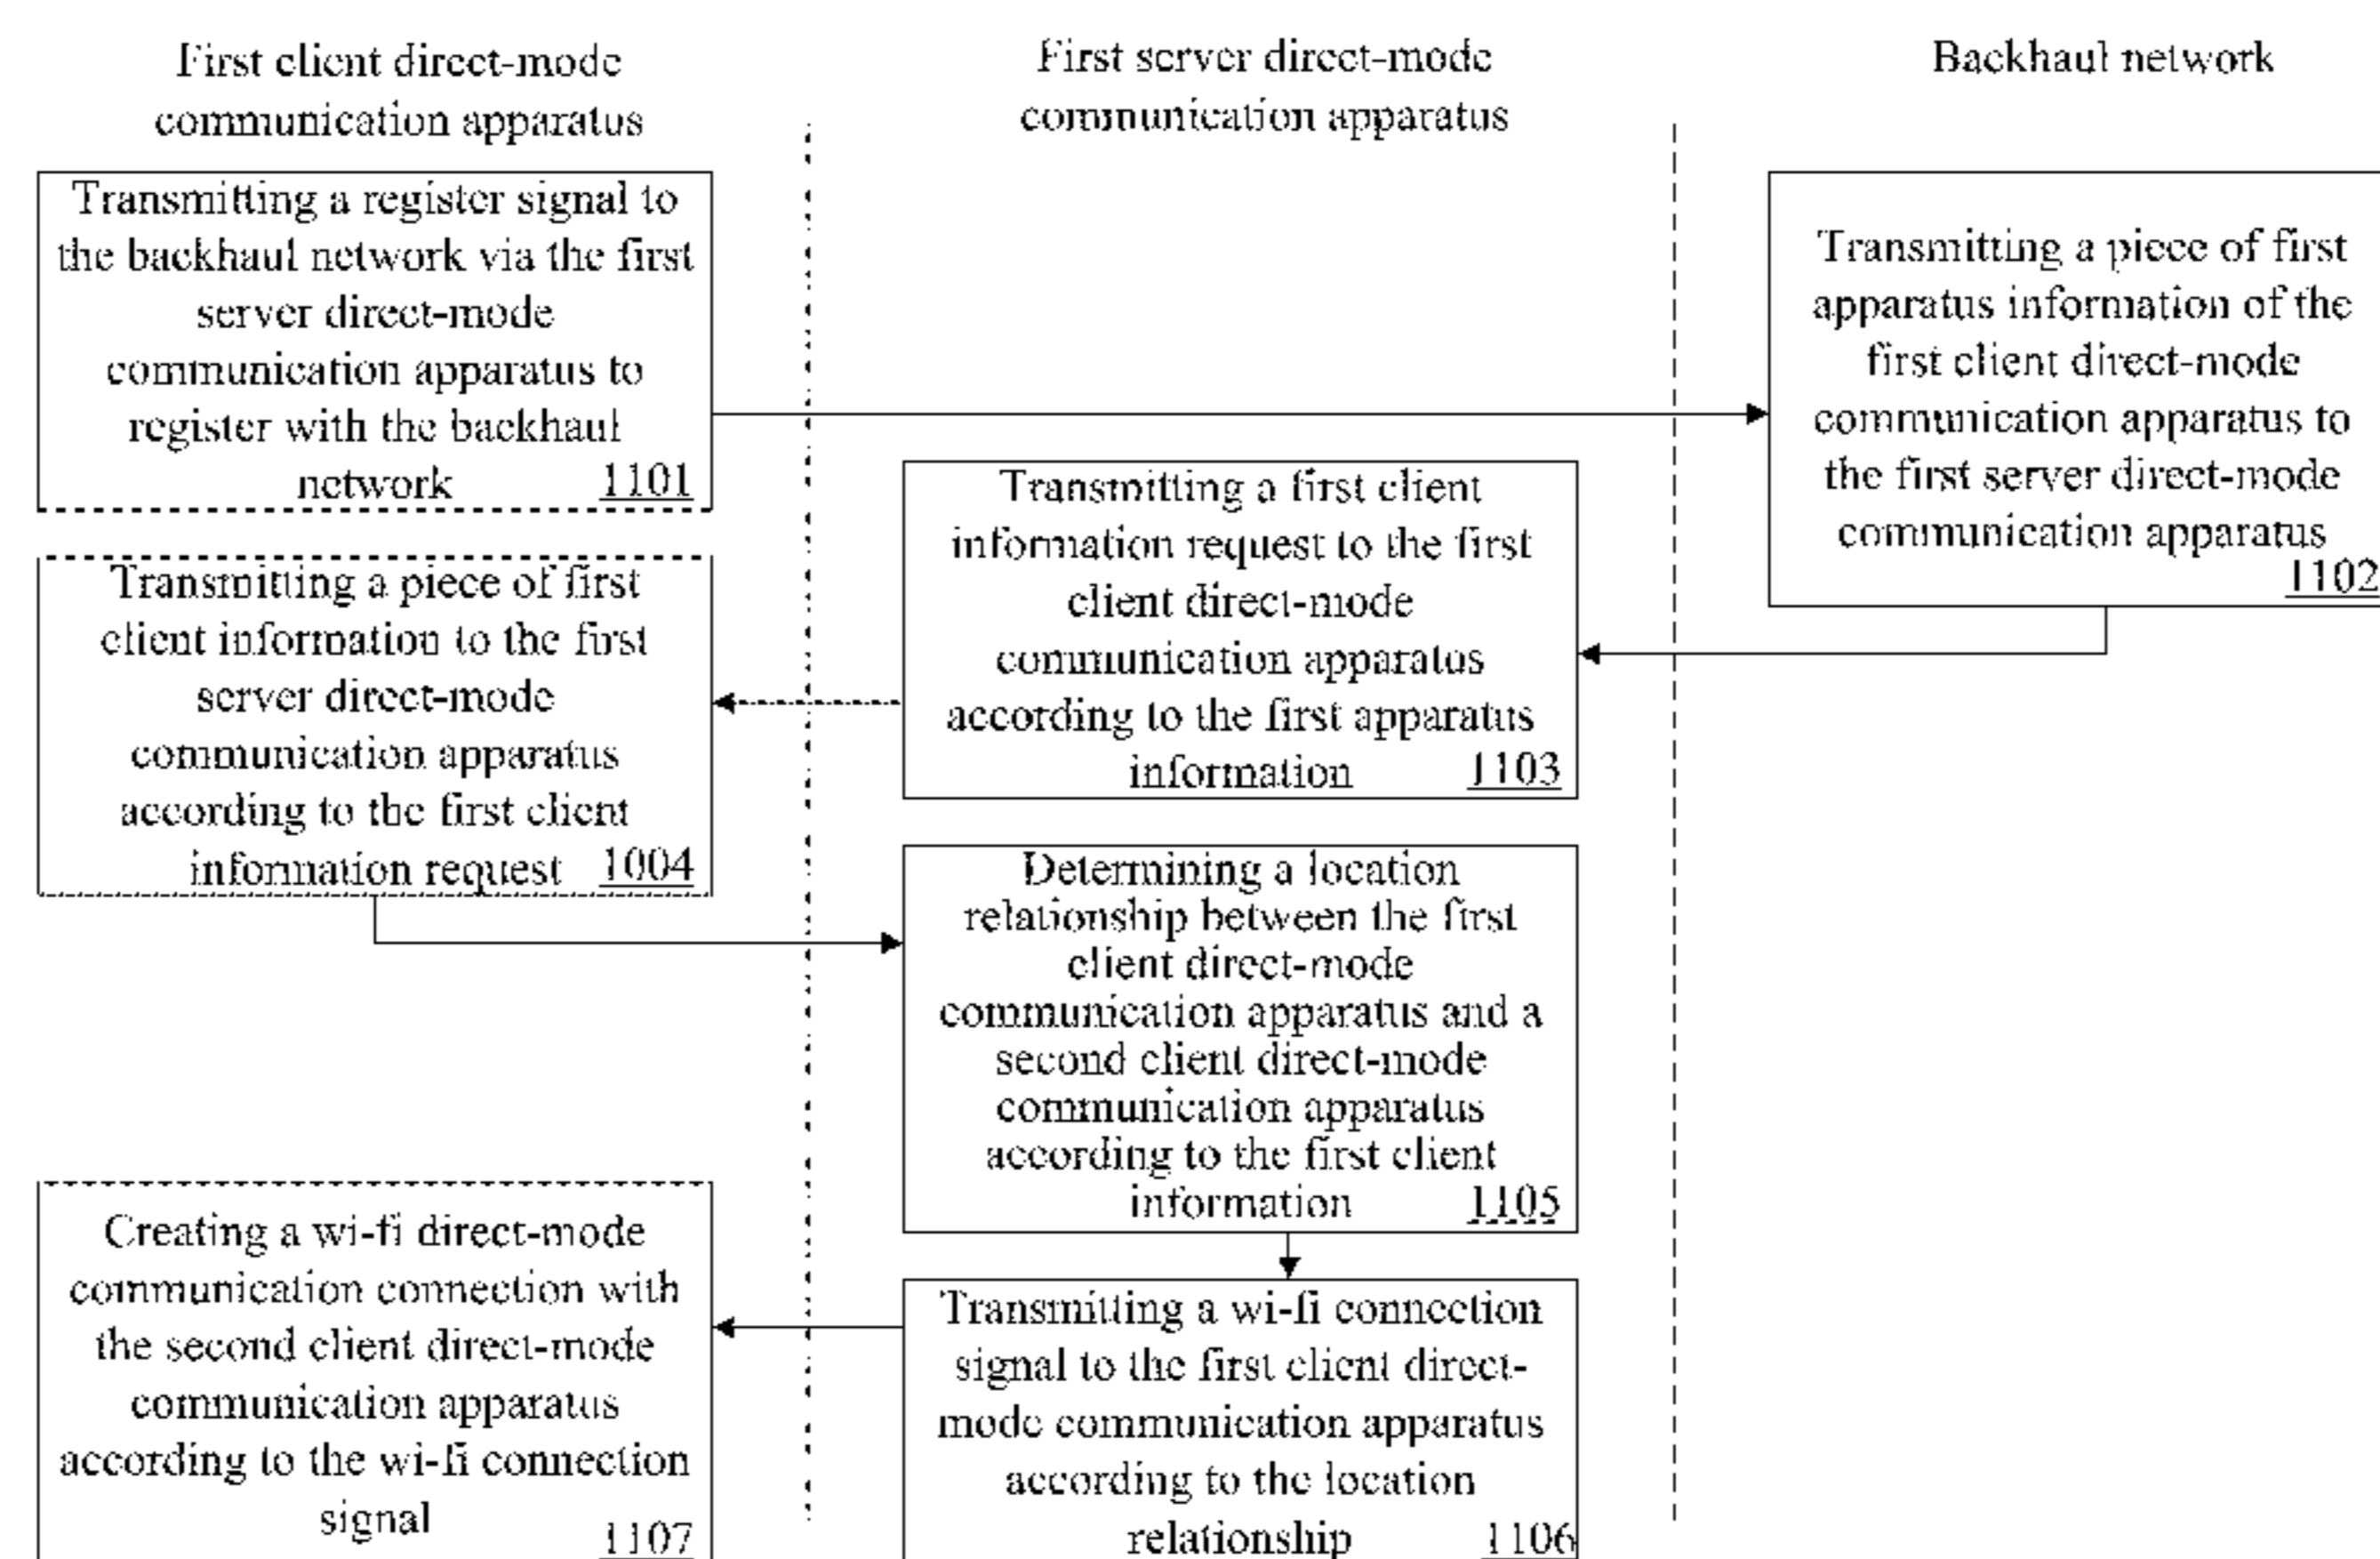 First client direct-mode
communication apparatus
First server direct-mode
communication apparatus
Backhaul network
Transmitting a register signal to
the backhaul network via the first
server direct-mode
communication apparatus to
register with the backhaul
network 1101
Transmitting a piece of first
apparatus information of the
first client direct-mode
communication apparatus to
the first server direct-mode
communication apparatus
1102
Transmitting a first client
information request to the first
client direct-mode
communication apparatus
according to the first apparatus
information 1103
Transmitting a piece of first
client information to the first
server direct-mode
communication apparatus
according to the first client
information request 1004
Determining a location
relationship between the first
client direct-mode
communication apparatus and a
second client direct-mode
communication apparatus
according to the first client
information 1105
Transmitting a wi-fi connection
signal to the first client direct-
mode communication apparatus
according to the location
relationship 1106
Creating a wi-fi direct-mode
communication connection with
the second client direct-mode
communication apparatus
according to the wi-fi connection
signal 1107